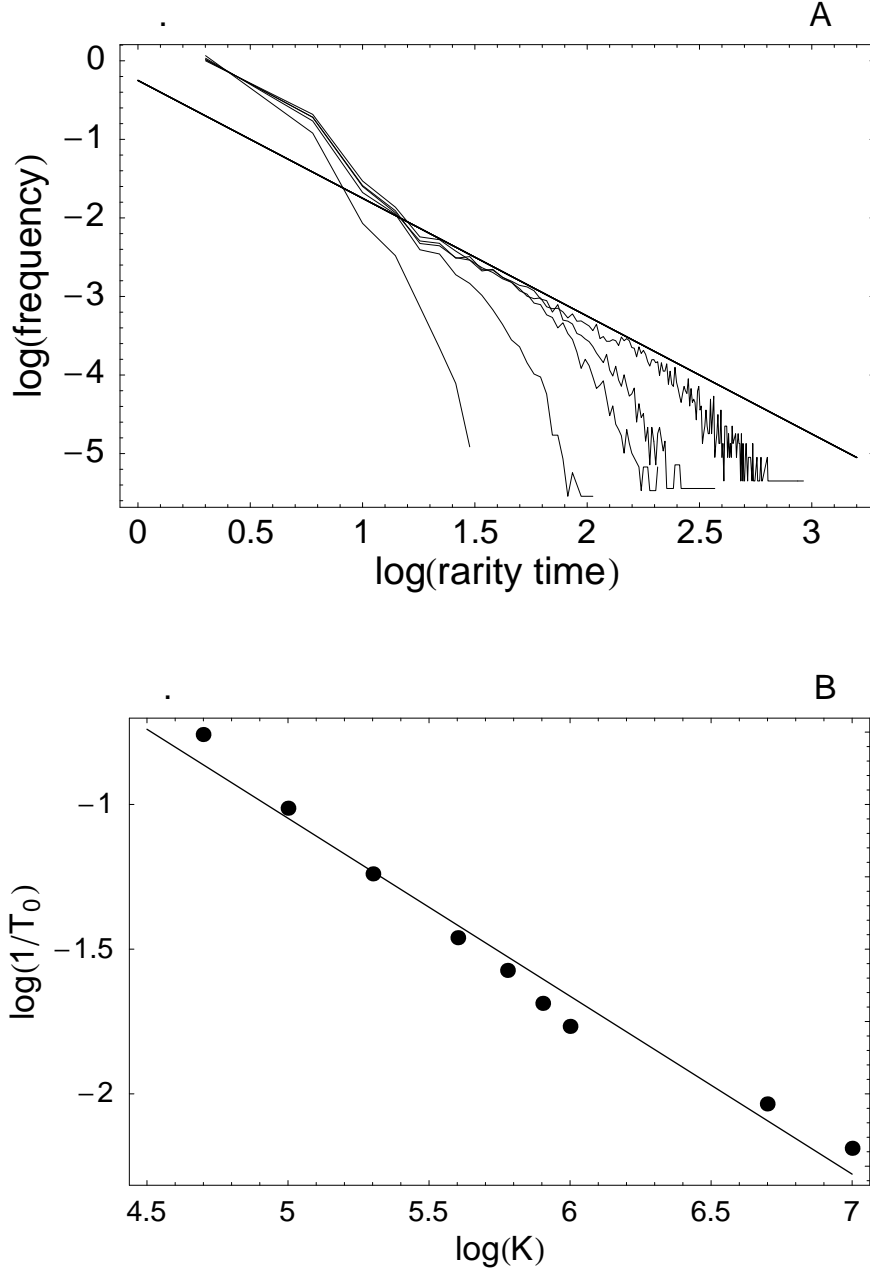 . A
0
−1
−2
−3
−4
−5
log(frequency)
0 0.5 1 1.5 2 2.5 3
log(rarity time)
. B
−1
−1.5
−2
log(1/T₀)
4.5 5 5.5 6 6.5 7
log(K)